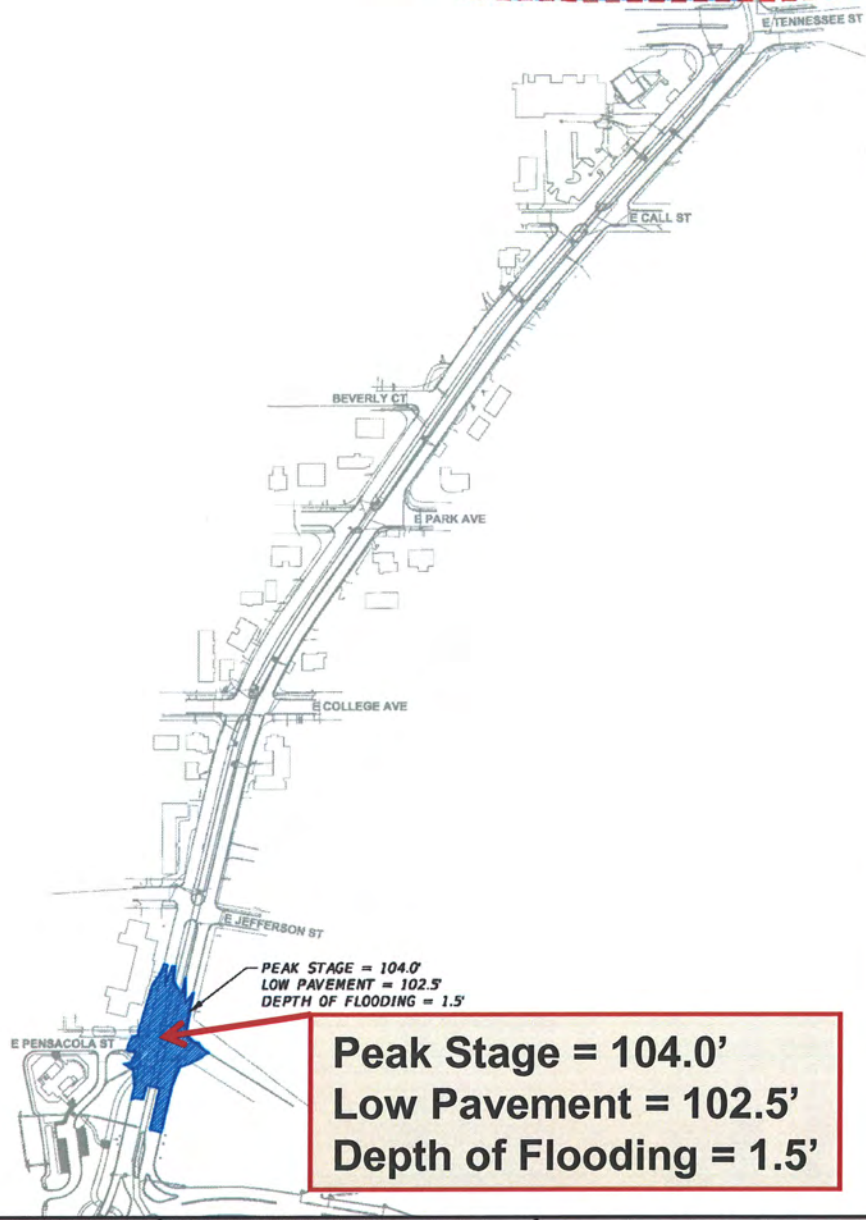 E TENNESSEE ST
E CALL ST
BEVERLY CT
E PARK AVE
E COLLEGE AVE
E JEFFERSON ST
PEAK STAGE = 104.0'
LOW PAVEMENT = 102.5'
DEPTH OF FLOODING = 1.5'
E PENSACOLA ST
Peak Stage = 104.0’
Low Pavement = 102.5’
Depth of Flooding = 1.5’